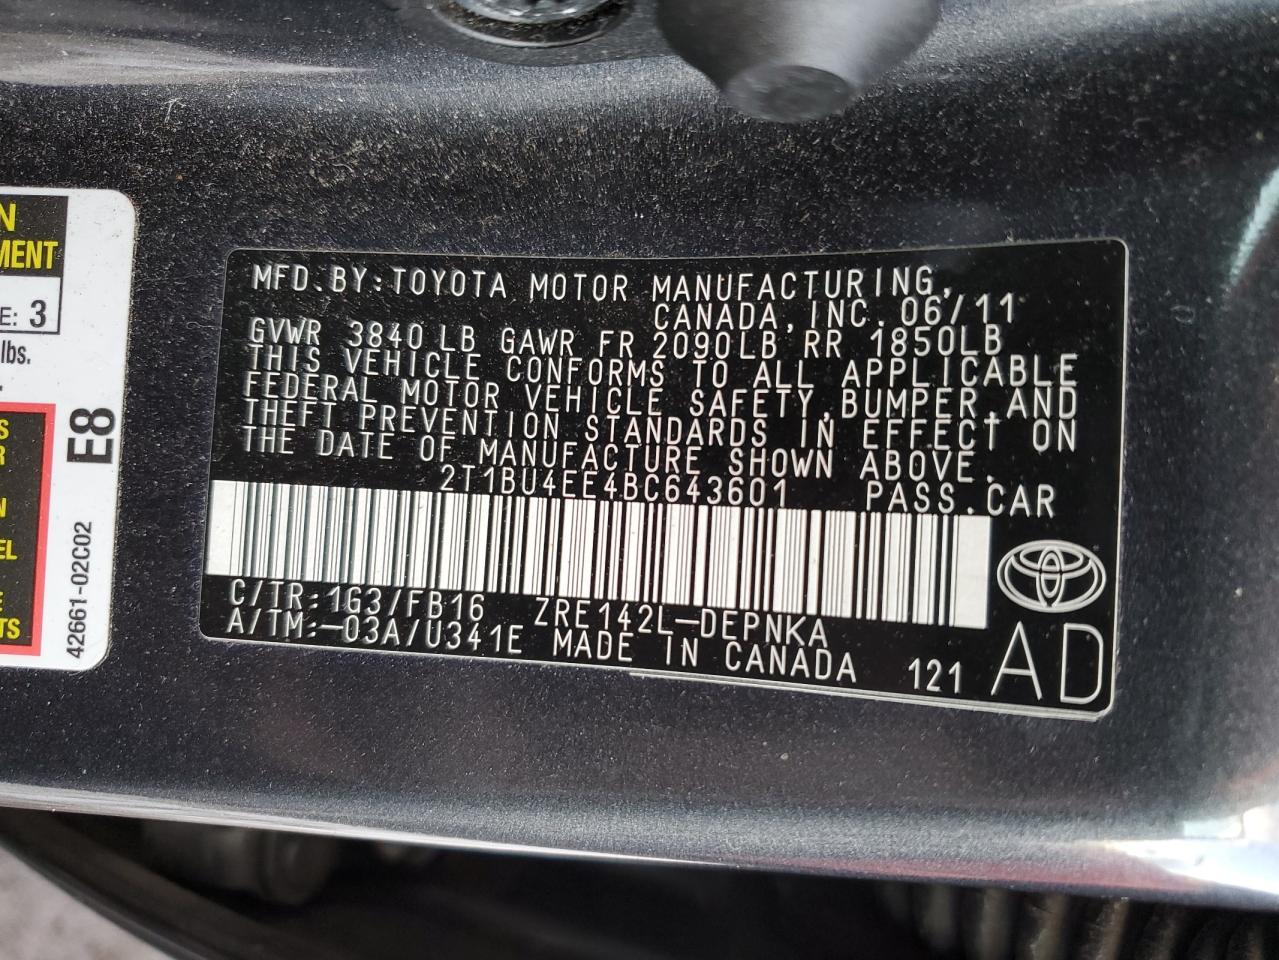 N
MENT
E: 3
lbs.
S
R
N
EL
E
TS
E8
42661-02C02
MFD.BY:TOYOTA MOTOR MANUFACTURING,
CANADA,INC. 06/11
GVWR 3840LB GAWR FR 2090LB RR 1850LB
THIS VEHICLE CONFORMS TO ALL APPLICABLE
FEDERAL MOTOR VEHICLE SAFETY,BUMPER,AND
THEFT PREVENTION STANDARDS IN EFFECT ON
THE DATE OF MANUFACTURE SHOWN ABOVE.
2T1BU4EE4BC643601 PASS.CAR
C/TR:1G3/FB16 ZRE142L-DEPNKA
A/TM:-03A/U341E MADE IN CANADA 121 AD